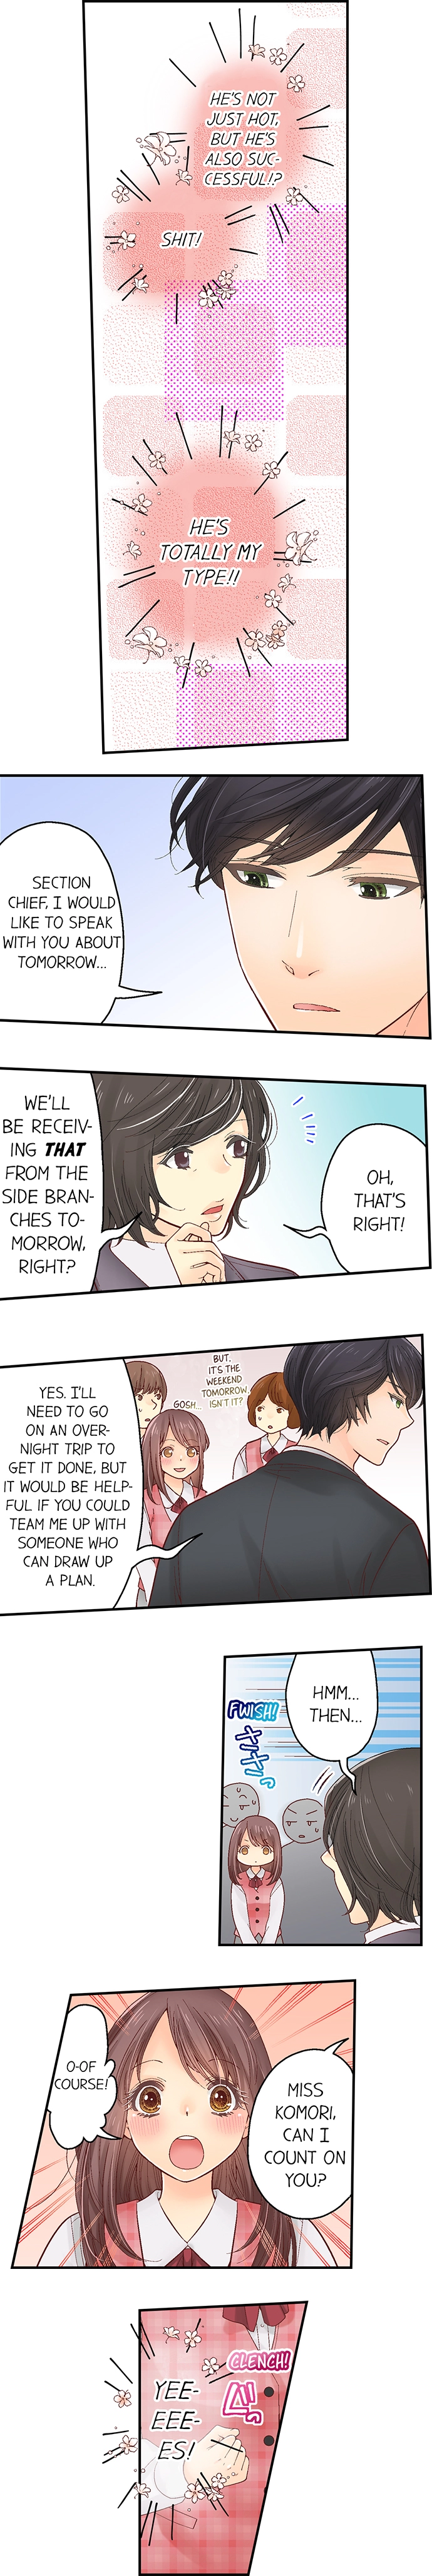 HE'S NOT
JUST HOT,
BUT HE'S
ALSO SUC-
CESSFUL!?
SHIT!
HE'S
TOTALLY MY
TYPE!!
SECTION
CHIEF, I WOULD
LIKE TO SPEAK
WITH YOU ABOUT
TOMORROW...
OH,
THAT'S
RIGHT!
WE'LL
BE RECEIV-
ING THAT
FROM THE
SIDE BRAN-
CHES TO-
MORROW,
RIGHT?
YES. I'LL
NEED TO GO
ON AN OVER-
NIGHT TRIP TO
GET IT DONE, BUT
IT WOULD BE HELP-
FUL IF YOU COULD
TEAM ME UP WITH
SOMEONE WHO
CAN DRAW UP
A PLAN.
GOSH...
BUT,
IT'S THE
WEEKEND
TOMORROW,
ISN'T IT?
HMM...
THEN...
FWISH!
ササッ
MISS
KOMORI,
CAN I
COUNT ON
YOU?
O-OF
COURSE!
CLENCH!
YEE-
EEE-
ES!